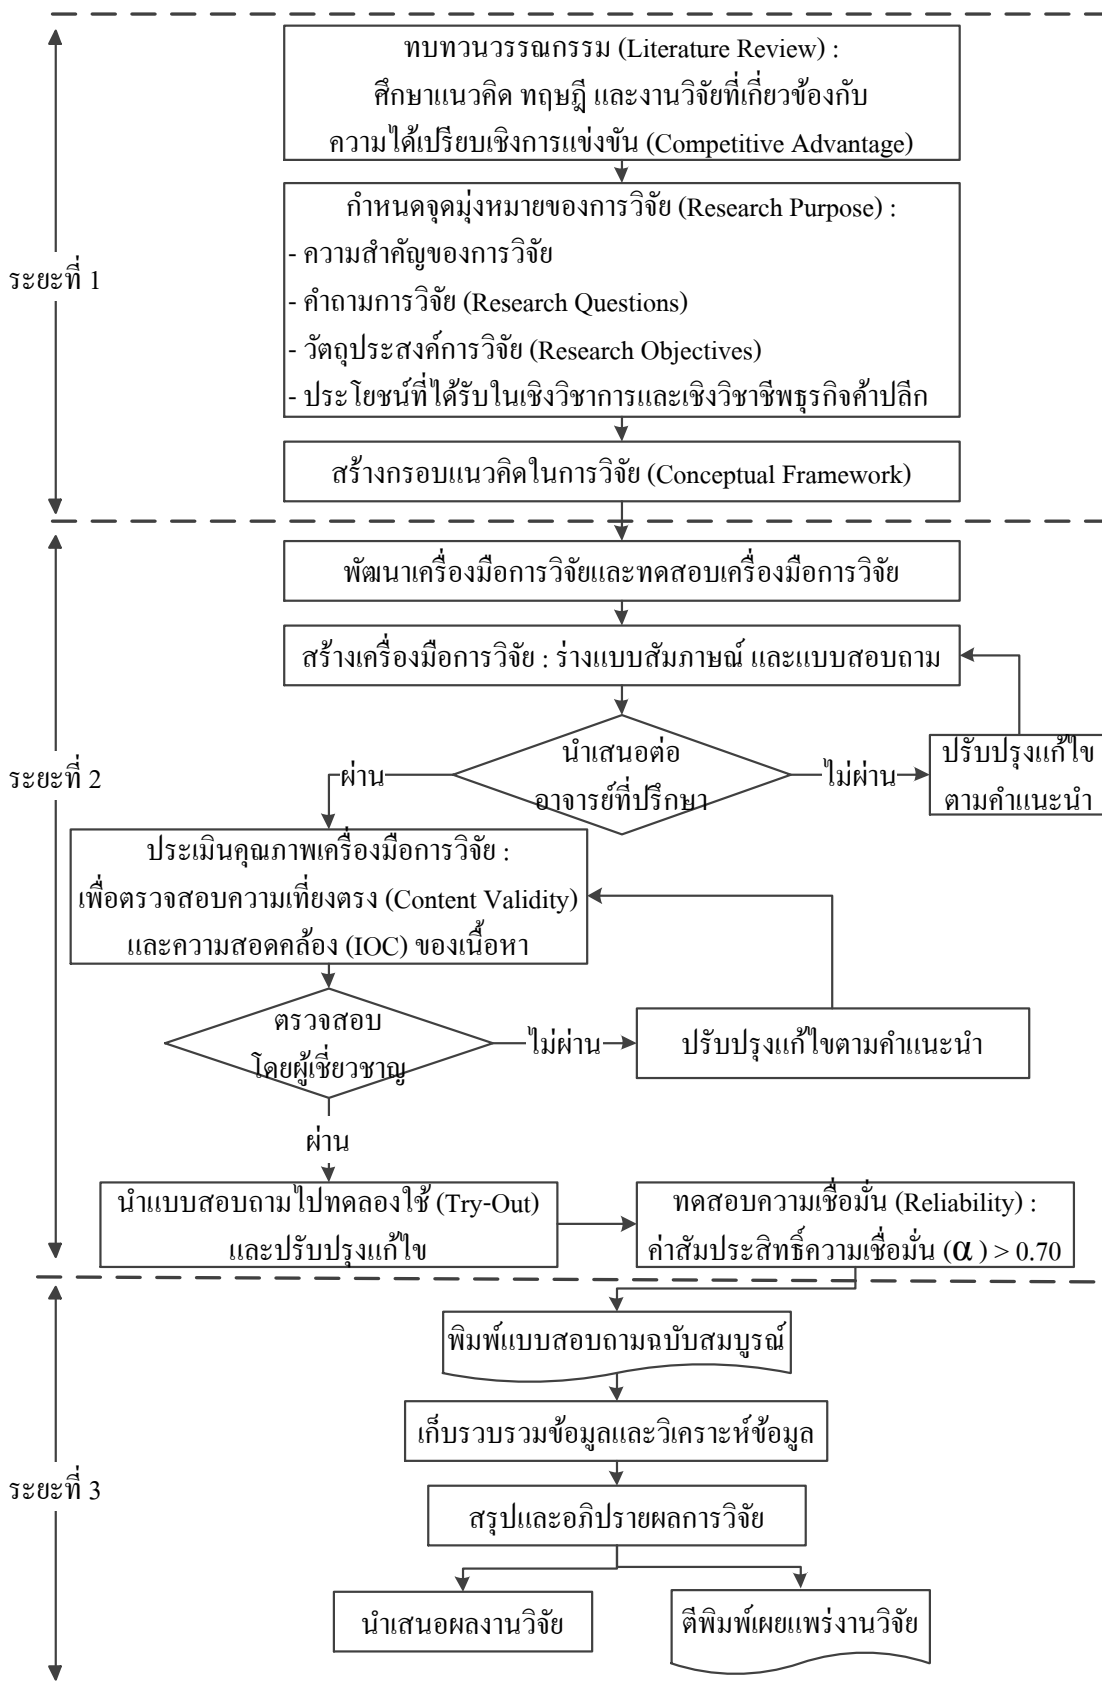 ทบทวนวรรณกรรม (Literature Review) :
ศึกษาแนวคิด ทฤษฎี และงานวิจัยที่เกี่ยวข้องกับ
ความได้เปรียบเชิงการแข่งขัน (Competitive Advantage)
กำหนดจุดมุ่งหมายของการวิจัย (Research Purpose) :
- ความสำคัญของการวิจัย
- คำถามการวิจัย (Research Questions)
- วัตถุประสงค์การวิจัย (Research Objectives)
- ประโยชน์ที่ได้รับในเชิงวิชาการและเชิงวิชาชีพธุรกิจค้าปลีก
สร้างกรอบแนวคิดในการวิจัย (Conceptual Framework)
ระยะที่ 1
พัฒนาเครื่องมือการวิจัยและทดสอบเครื่องมือการวิจัย
สร้างเครื่องมือการวิจัย : ร่างแบบสัมภาษณ์ และแบบสอบถาม
นำเสนอต่อ
อาจารย์ที่ปรึกษา
ผ่าน
ไม่ผ่าน
ปรับปรุงแก้ไข
ตามคำแนะนำ
ระยะที่ 2
ประเมินคุณภาพเครื่องมือการวิจัย :
เพื่อตรวจสอบความเที่ยงตรง (Content Validity)
และความสอดคล้อง (IOC) ของเนื้อหา
ตรวจสอบ
โดยผู้เชี่ยวชาญ
ไม่ผ่าน
ปรับปรุงแก้ไขตามคำแนะนำ
ผ่าน
นำแบบสอบถามไปทดลองใช้ (Try-Out)
และปรับปรุงแก้ไข
ทดสอบความเชื่อมั่น (Reliability) :
ค่าสัมประสิทธิ์ความเชื่อมั่น (α ) > 0.70
พิมพ์แบบสอบถามฉบับสมบูรณ์
เก็บรวบรวมข้อมูลและวิเคราะห์ข้อมูล
ระยะที่ 3
สรุปและอภิปรายผลการวิจัย
นำเสนอผลงานวิจัย
ตีพิมพ์เผยแพร่งานวิจัย